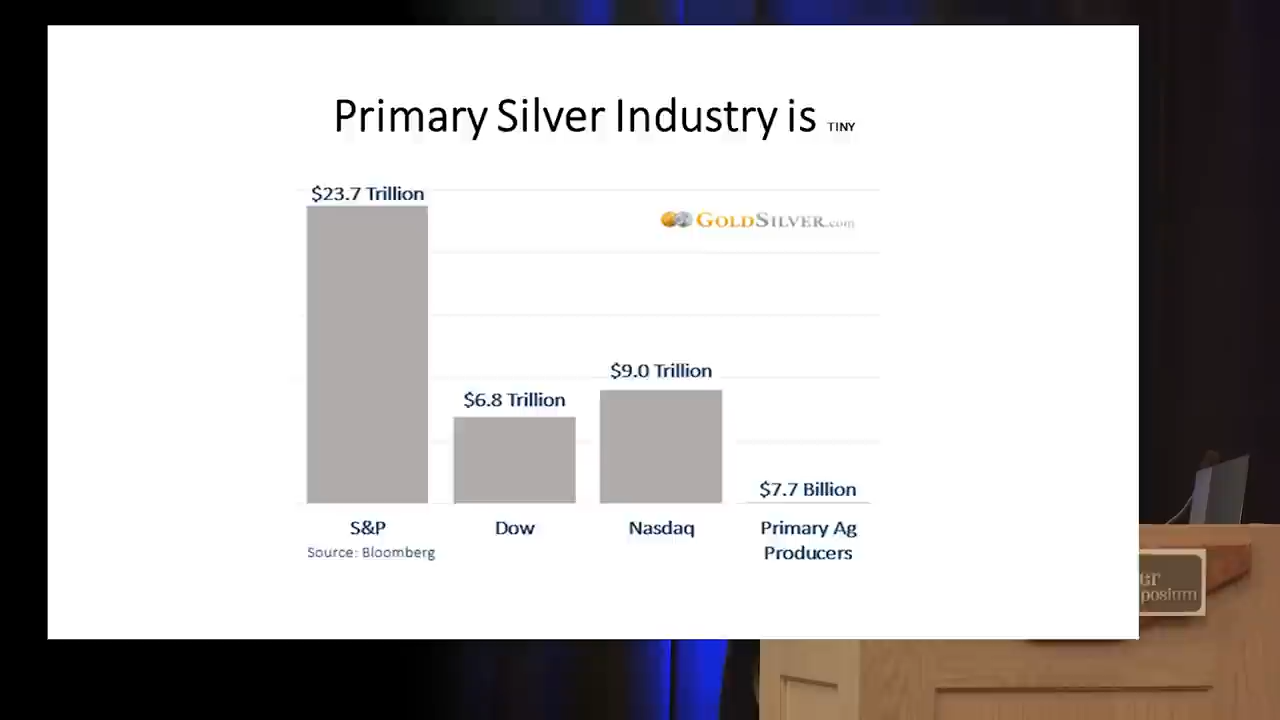 Primary Silver Industry is TINY
$23.7 Trillion
GOLDSILVER.com
$9.0 Trillion
$6.8 Trillion
$7.7 Billion
S&P
Dow
Nasdaq
Primary Ag
Producers
Source: Bloomberg